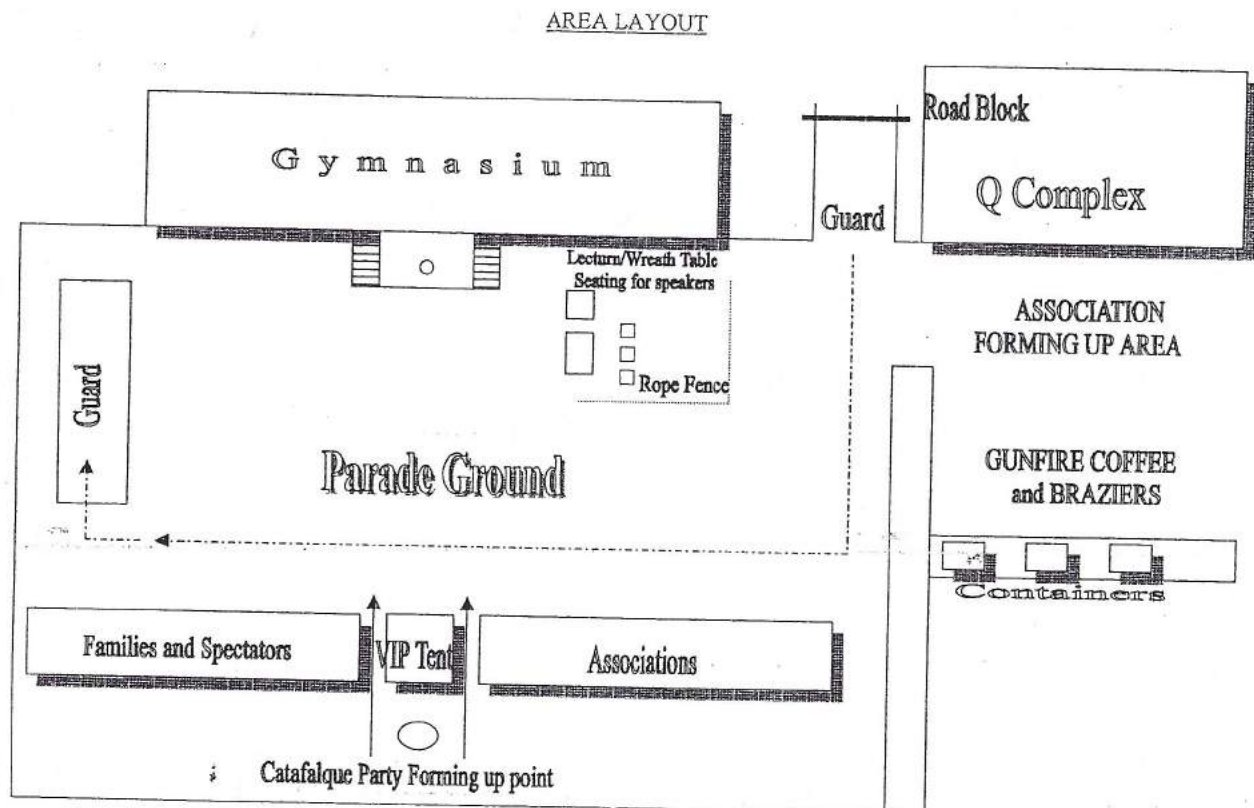 AREA LAYOUT
Road Block
Gymnasium
Q Complex
Guard
Lecturn/Wreath Table
Seating for speakers
ASSOCIATION
FORMING UP AREA
Guard
Rope Fence
Parade Ground
GUNFIRE COFFEE
and BRAZIERS
Containers
Families and Spectators
VIP Tent
Associations
Catafalque Party Forming up point